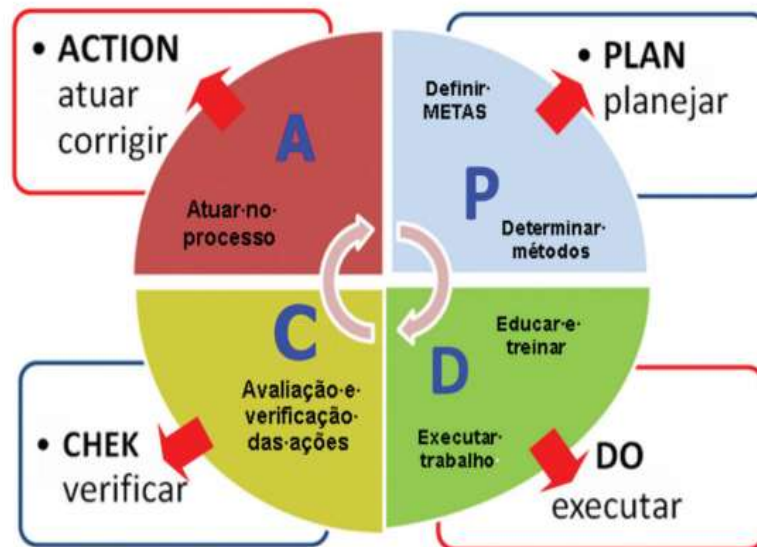 • ACTION
atuar
corrigir
A
Atuar·no·
processo
Definir·
METAS
P
Determinar·
métodos
• PLAN
planejar
C
Avaliação·e·
verificação·
das·ações
• CHEK
verificar
Educar·e·
treinar
D
Executar·
trabalho·
DO
executar